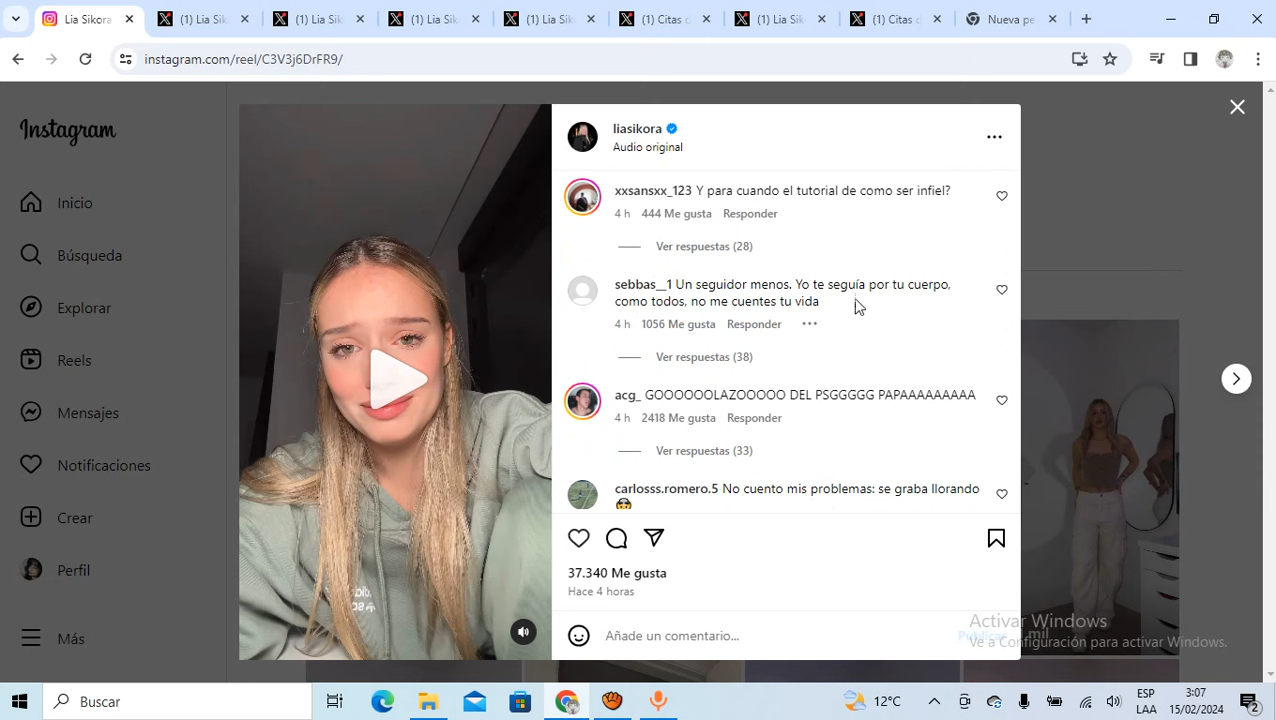 Lia Sikora
(1) Lia Sik
(1) Lia Sik
(1) Lia Sik
(1) Lia Sik
(1) Citas d
(1) Lia Sik
(1) Citas d
Nueva pe
instagram.com/reel/C3V3j6DrFR9/
Instagram
Inicio
Búsqueda
Explorar
Reels
Mensajes
Notificaciones
Crear
Perfil
Más
liasikora
Audio original
xxsansxx_123 Y para cuando el tutorial de como ser infiel?
4 h 444 Me gusta Responder
Ver respuestas (28)
sebbas__1 Un seguidor menos. Yo te seguía por tu cuerpo,
como todos, no me cuentes tu vida
4 h 1056 Me gusta Responder
Ver respuestas (38)
acg_ GOOOOOOLAZOOOOO DEL PSGGGGG PAPAAAAAAAAA
4 h 2418 Me gusta Responder
Ver respuestas (33)
carlosss.romero.5 No cuento mis problemas: se graba llorando
37.340 Me gusta
Hace 4 horas
Añade un comentario...
Publicar
mil
Activar Windows
Ve a Configuración para activar Windows.
Buscar
12°C
ESP
LAA
3:07
15/02/2024
2